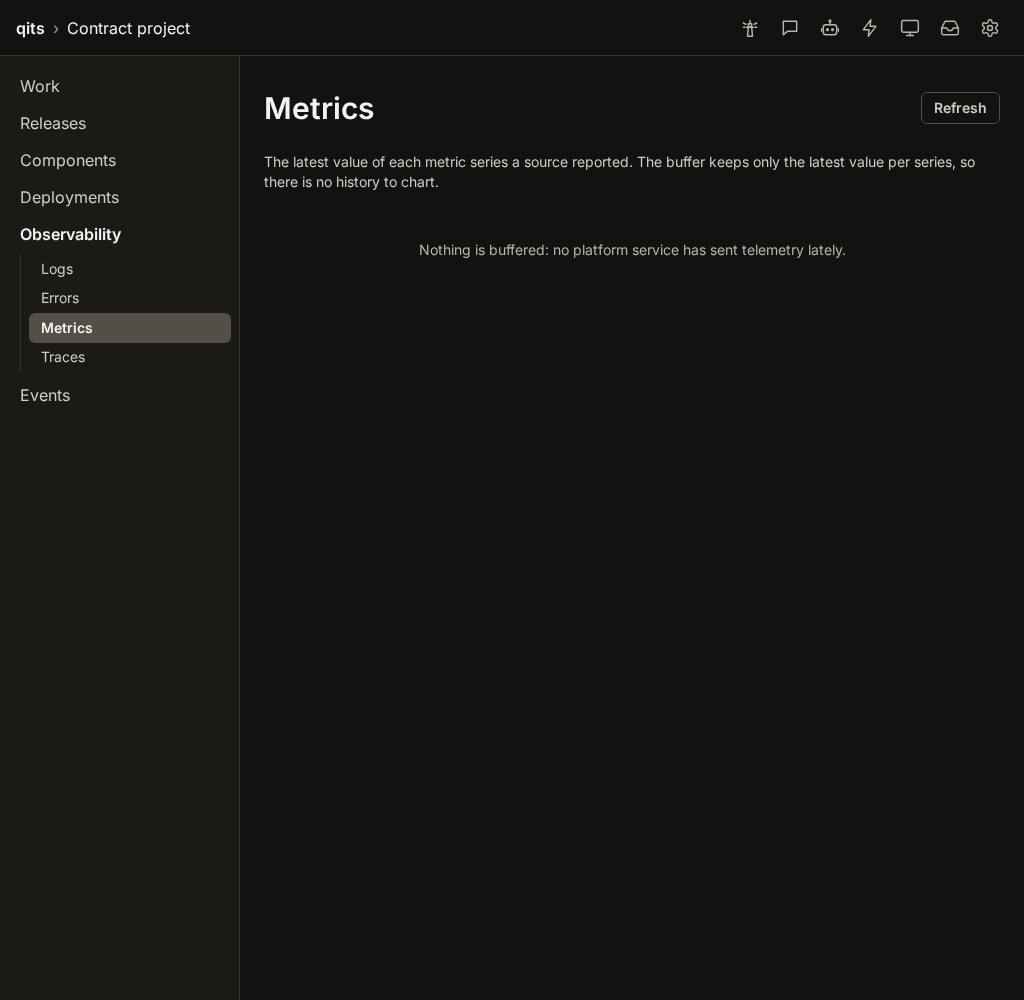 qits › Contract project
Work
Releases
Components
Deployments
Observability
Logs
Errors
Metrics
Traces
Events
Metrics
Refresh
The latest value of each metric series a source reported. The buffer keeps only the latest value per series, so
there is no history to chart.
Nothing is buffered: no platform service has sent telemetry lately.